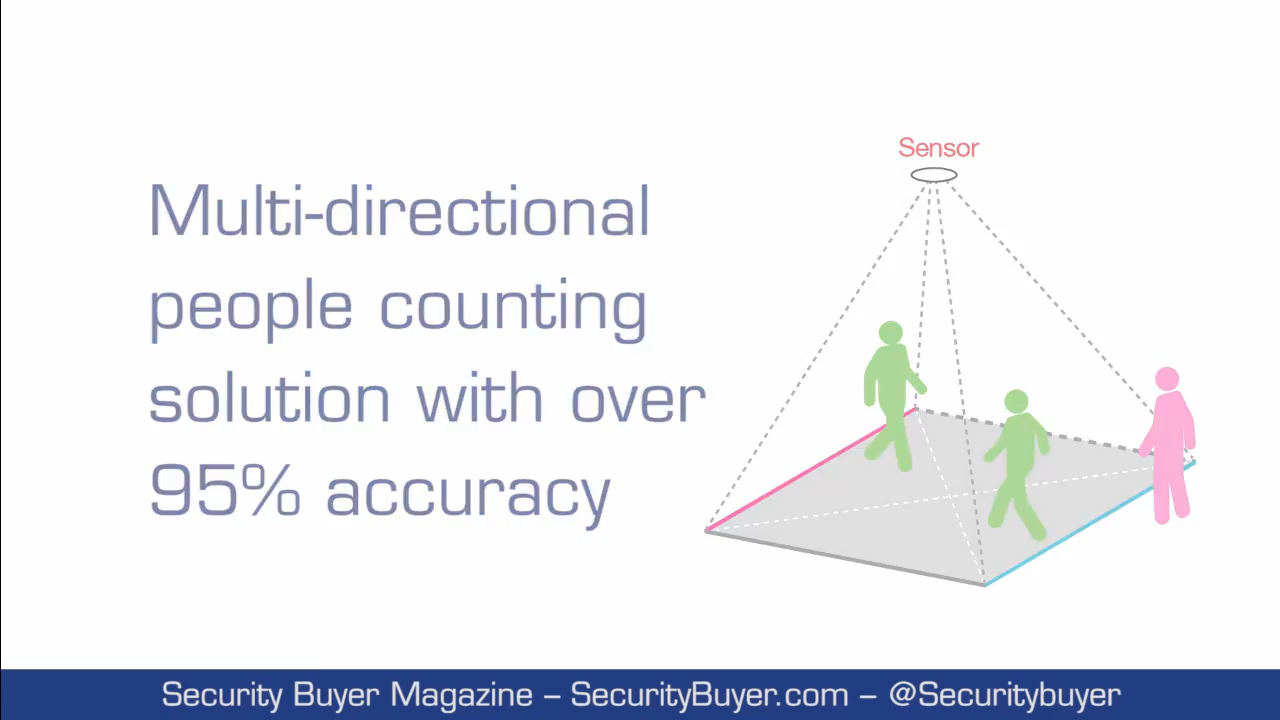 Sensor
Multi-directional
people counting
solution with over
95% accuracy
Security Buyer Magazine – SecurityBuyer.com – @Securitybuyer